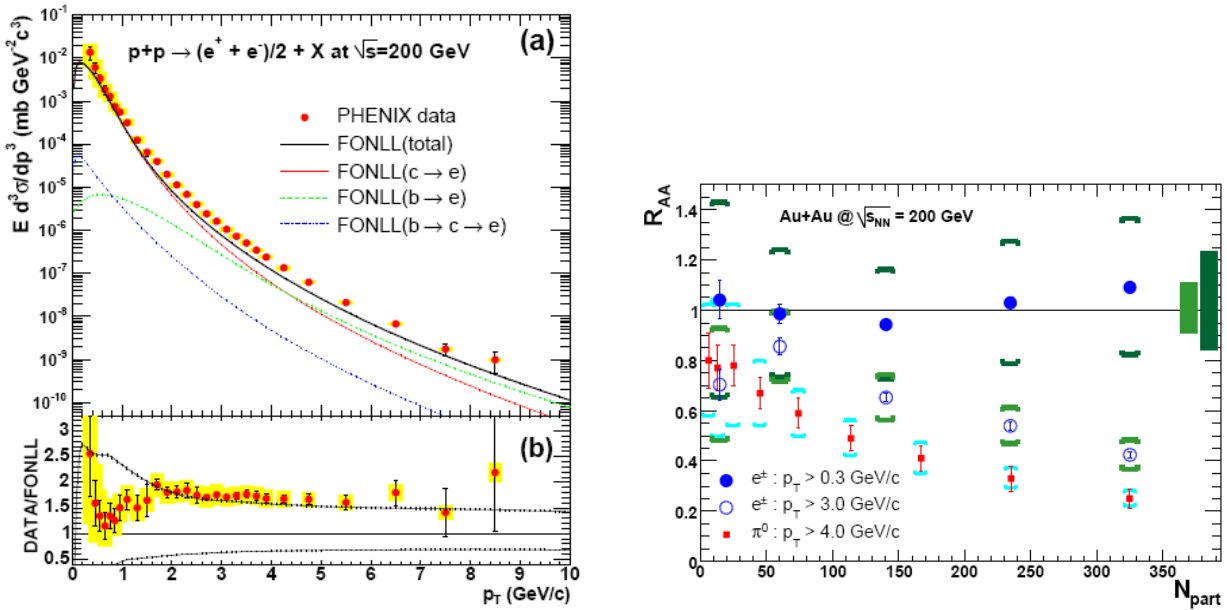 (a)
p+p → (e⁺ + e⁻)/2 + X at √s=200 GeV
PHENIX data
FONLL(total)
FONLL(c → e)
FONLL(b → e)
FONLL(b → c → e)
E d³σ/dp³ (mb GeV⁻²c³)
10⁻²
10⁻³
10⁻⁴
10⁻⁵
10⁻⁶
10⁻⁷
10⁻⁸
10⁻⁹
10⁻¹⁰
(b)
DATA/FONLL
3
2.5
2
1.5
1
0.5
0 1 2 3 4 5 6 7 8 9 10
p_T (GeV/c)
R_AA
Au+Au @ √s_NN = 200 GeV
1.4
1.2
1
0.8
0.6
0.4
0.2
0
e± : p_T > 0.3 GeV/c
e± : p_T > 3.0 GeV/c
π⁰ : p_T > 4.0 GeV/c
0 50 100 150 200 250 300 350
N_part